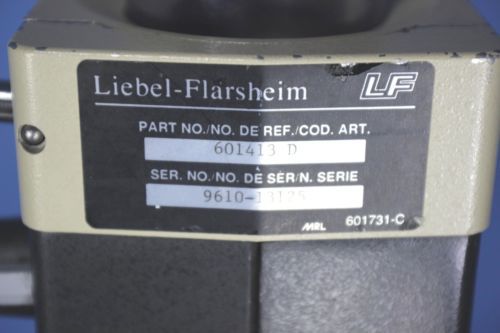 Liebel-Flarsheim LF
PART NO./NO. DE REF./COD. ART.
601413 D
SER. NO./NO. DE SÉR/N. SERIE
9610-13125
MRL 601731-C